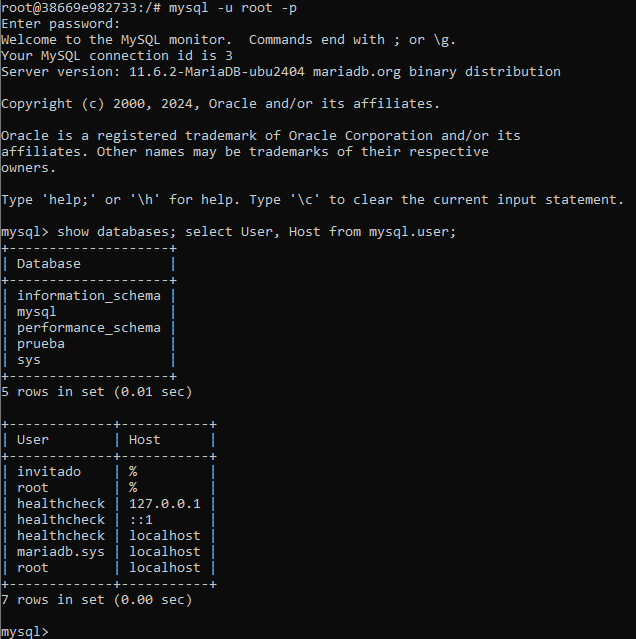 root@38669e982733:/# mysql -u root -p
Enter password:
Welcome to the MySQL monitor.  Commands end with ; or \g.
Your MySQL connection id is 3
Server version: 11.6.2-MariaDB-ubu2404 mariadb.org binary distribution

Copyright (c) 2000, 2024, Oracle and/or its affiliates.

Oracle is a registered trademark of Oracle Corporation and/or its
affiliates. Other names may be trademarks of their respective
owners.

Type 'help;' or '\h' for help. Type '\c' to clear the current input statement.

mysql> show databases; select User, Host from mysql.user;
+--------------------+
| Database           |
+--------------------+
| information_schema |
| mysql              |
| performance_schema |
| prueba             |
| sys                |
+--------------------+
5 rows in set (0.01 sec)

+-------------+-----------+
| User        | Host      |
+-------------+-----------+
| invitado    | %         |
| root        | %         |
| healthcheck | 127.0.0.1 |
| healthcheck | ::1       |
| healthcheck | localhost |
| mariadb.sys | localhost |
| root        | localhost |
+-------------+-----------+
7 rows in set (0.00 sec)

mysql>